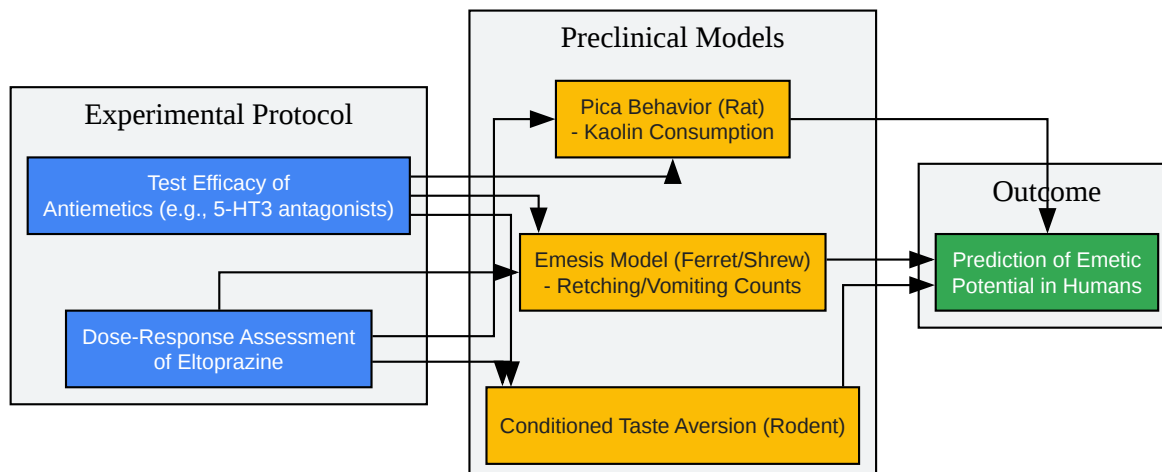 Experimental Protocol
Test Efficacy of
Antiemetics (e.g., 5-HT3 antagonists)
Dose-Response Assessment
of Eltoprazine
Preclinical Models
Pica Behavior (Rat)
- Kaolin Consumption
Emesis Model (Ferret/Shrew)
- Retching/Vomiting Counts
Conditioned Taste Aversion (Rodent)
Outcome
Prediction of Emetic
Potential in Humans